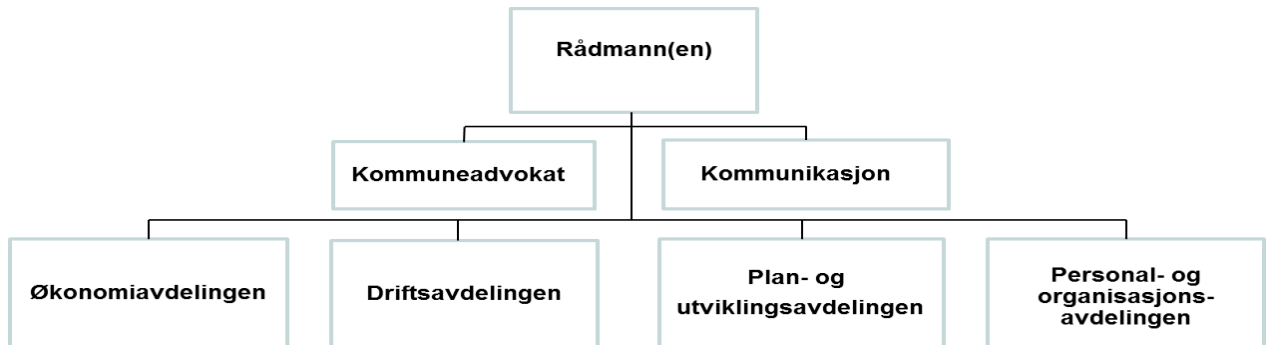 Rådmann(en)
Kommuneadvokat
Kommunikasjon
Økonomiavdelingen
Driftsavdelingen
Plan- og
utviklingsavdelingen
Personal- og
organisasjons-
avdelingen